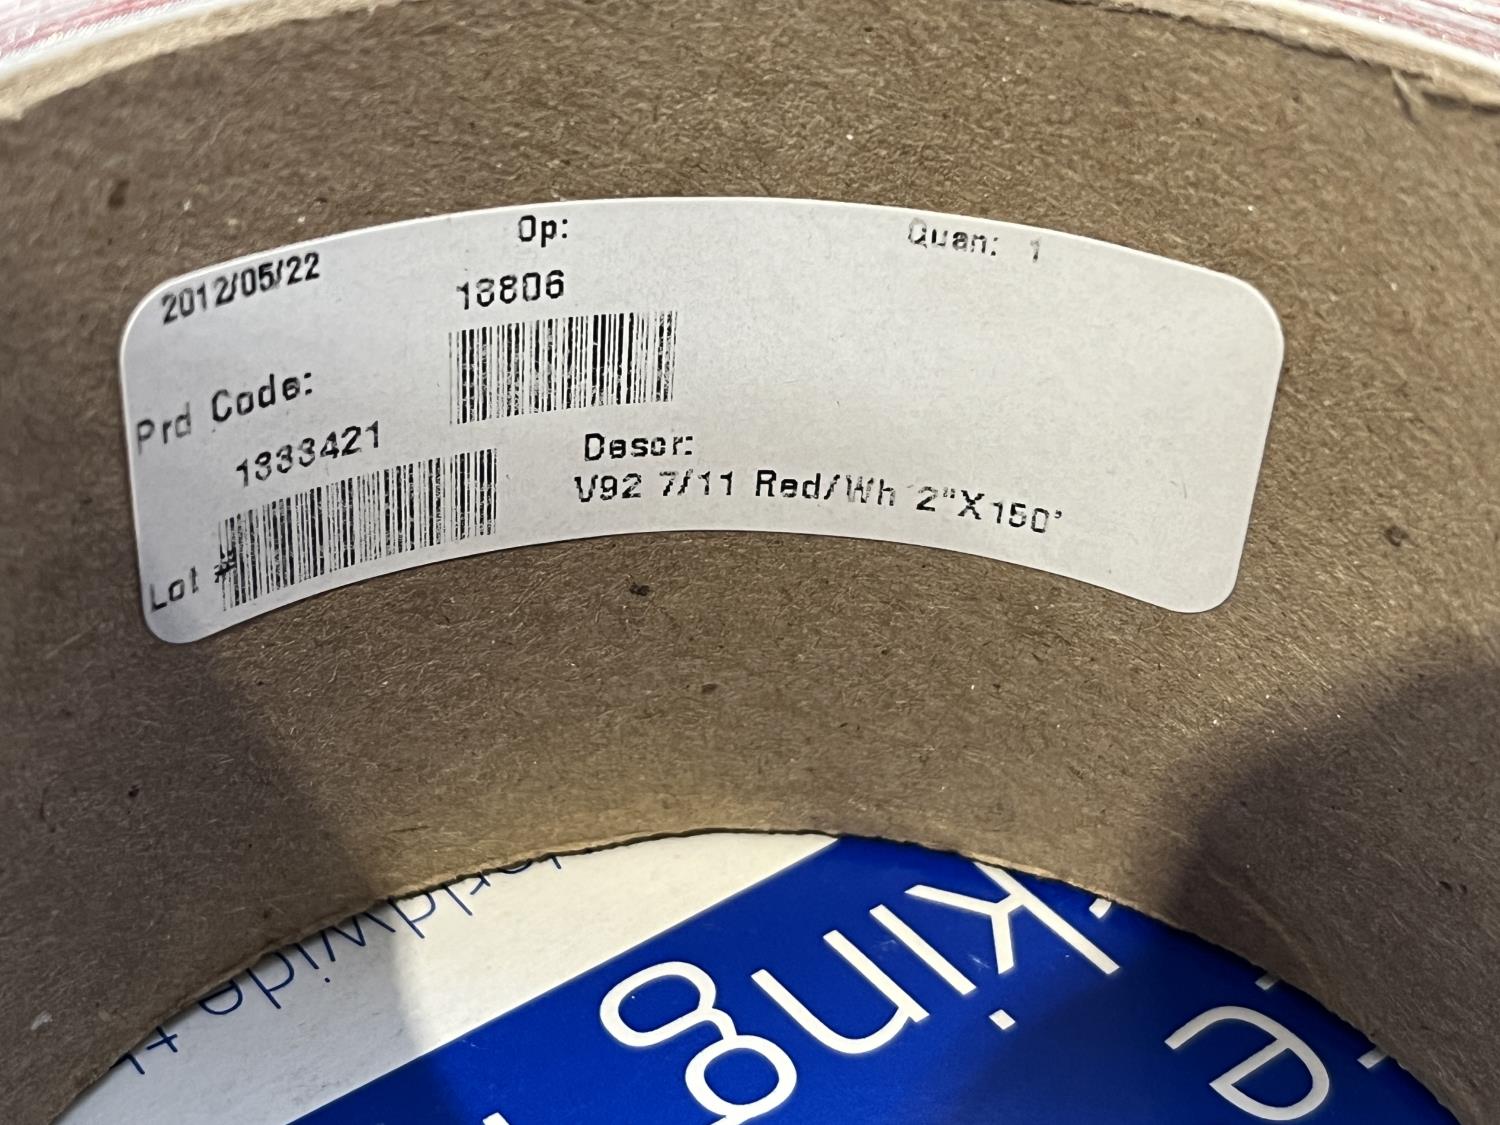 2012/05/22
Op:
Quan: 1
Prd Code:
18806
Lot #
1333421
Descr:
V92 7/11 Red/Wh 2"X150'
king